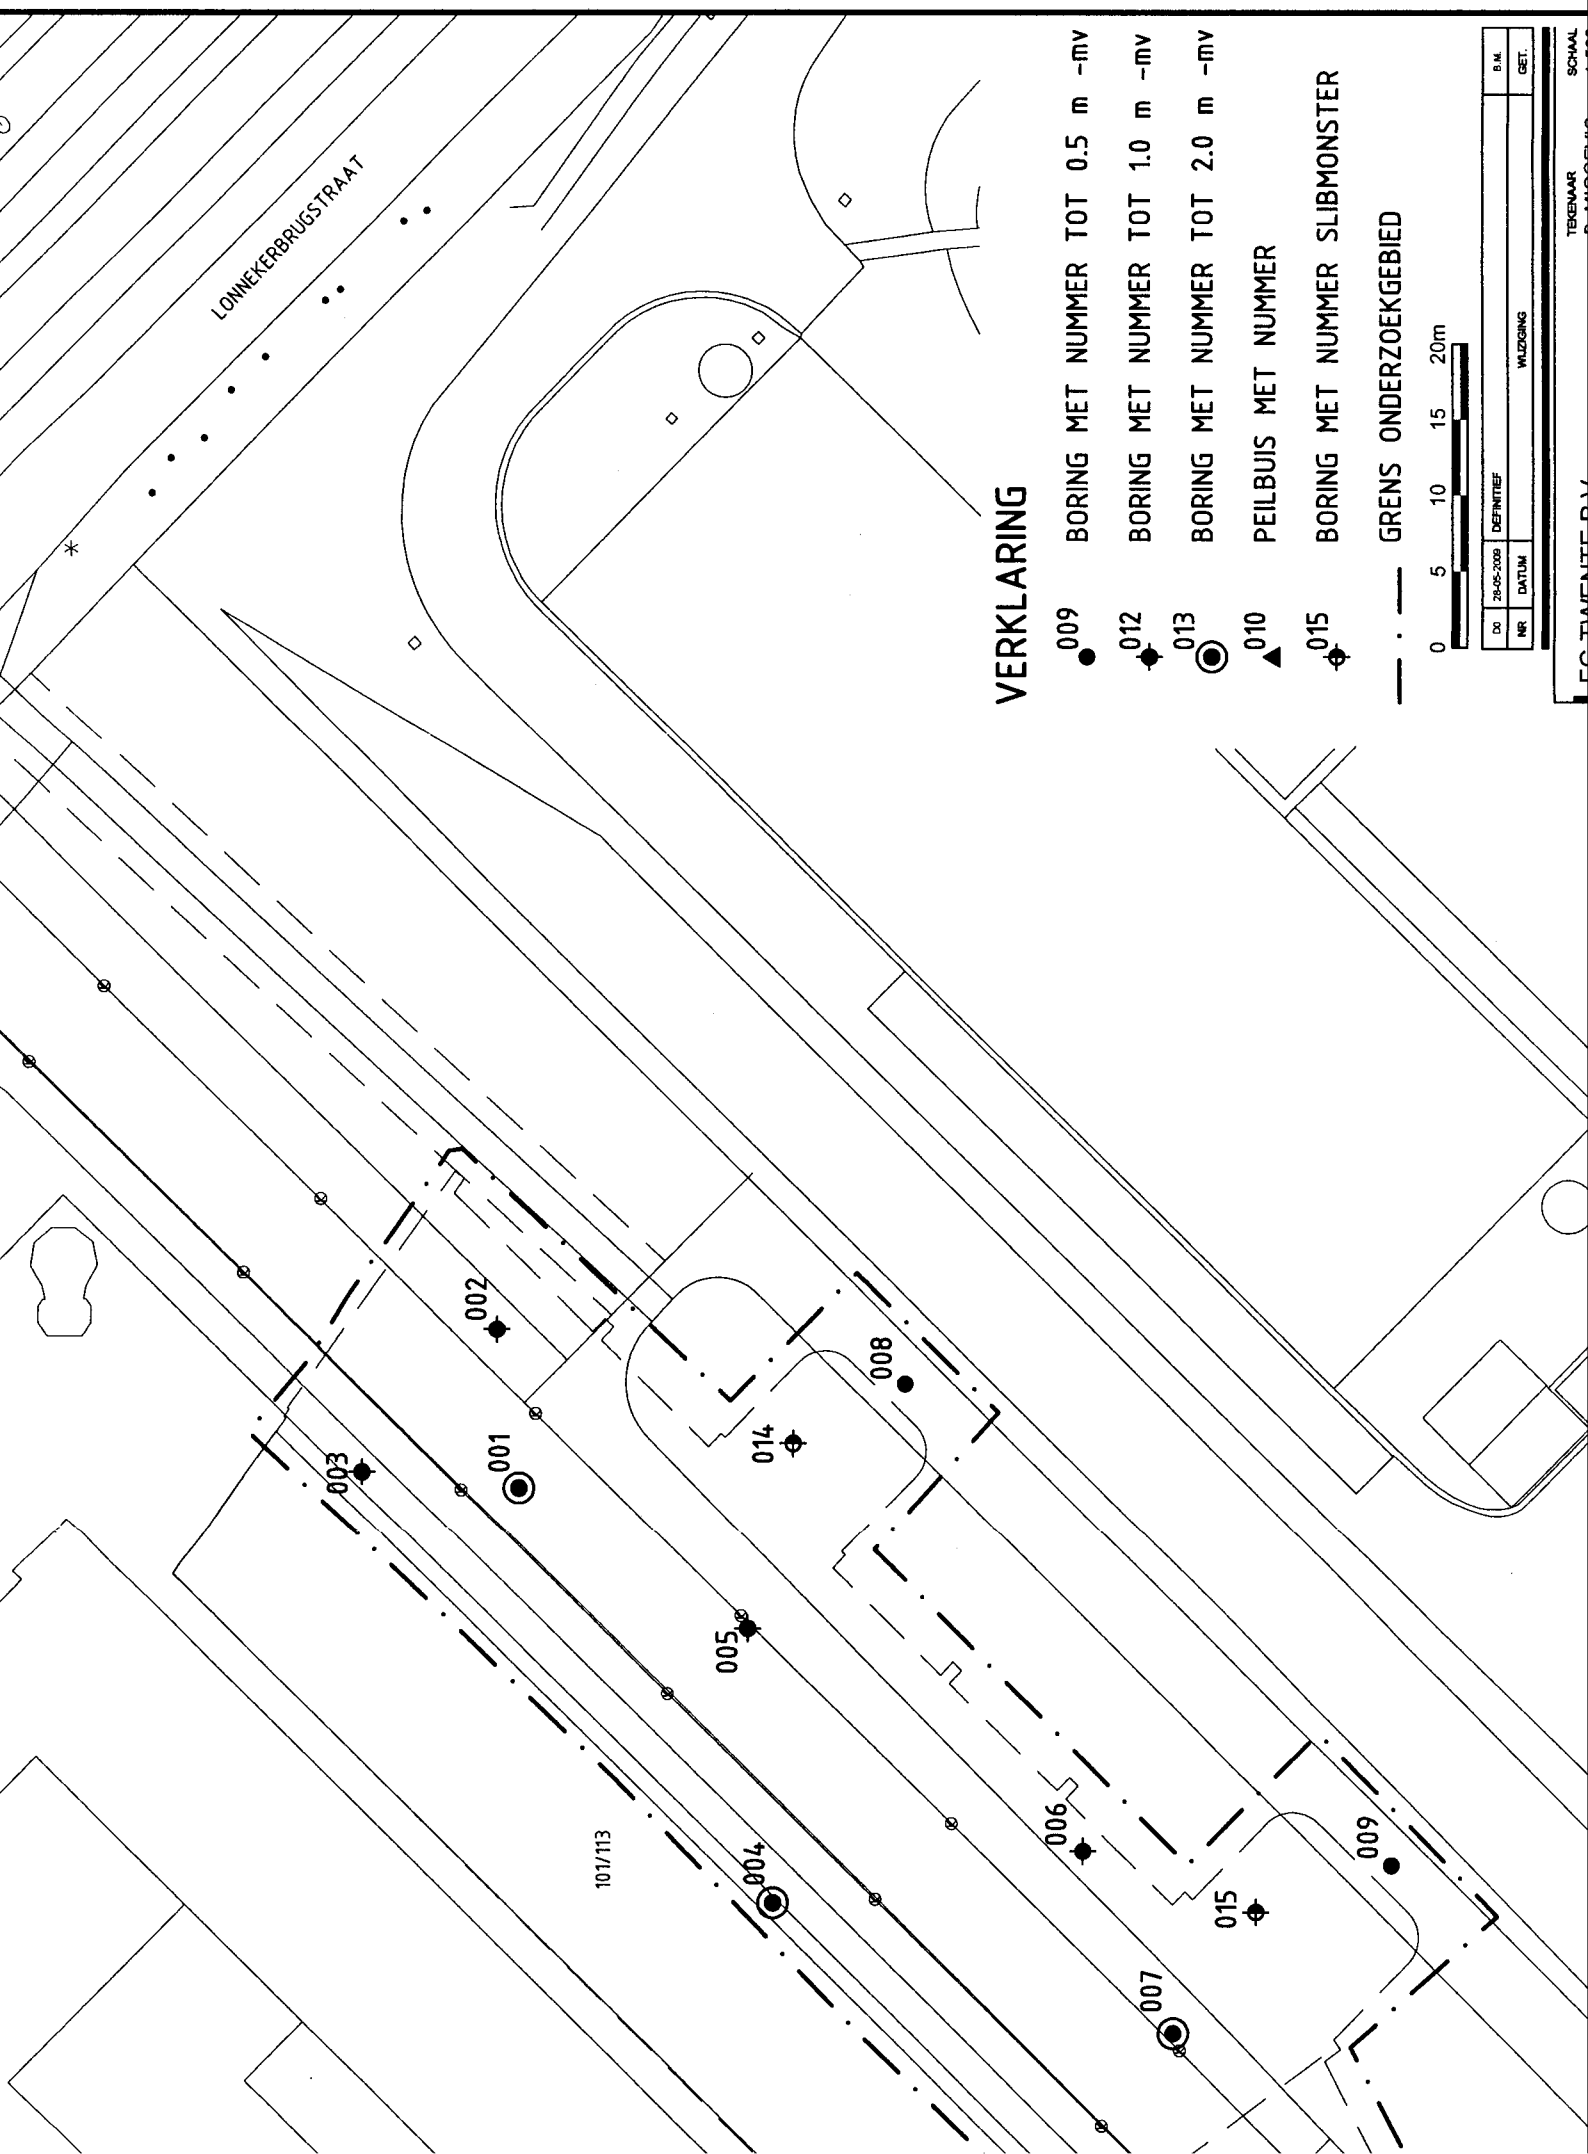 LONNEKERBRUGSTRAAT
002
003
001
008
014
005
101/113
004
006
009
015
007
VERKLARING
009 BORING MET NUMMER TOT 0.5 m -mv
012 BORING MET NUMMER TOT 1.0 m -mv
013 BORING MET NUMMER TOT 2.0 m -mv
010 PEILBUIS MET NUMMER
015 BORING MET NUMMER SLIBMONSTER
GRENS ONDERZOEKGEBIED
0 5 10 15 20m
D0 28-05-2009 DEFINITIEF B.M.
NR DATUM WIJZIGING GET.
TEKENAAR SCHAAL
FC TWENTE B.V.